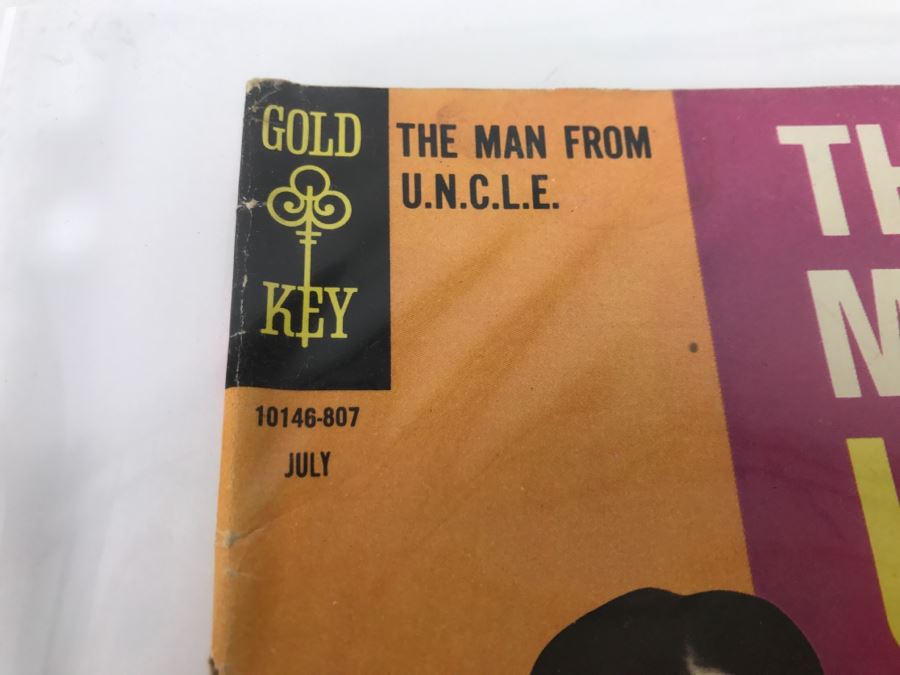 GOLD
KEY
THE MAN FROM
U.N.C.L.E.
10146-807
JULY